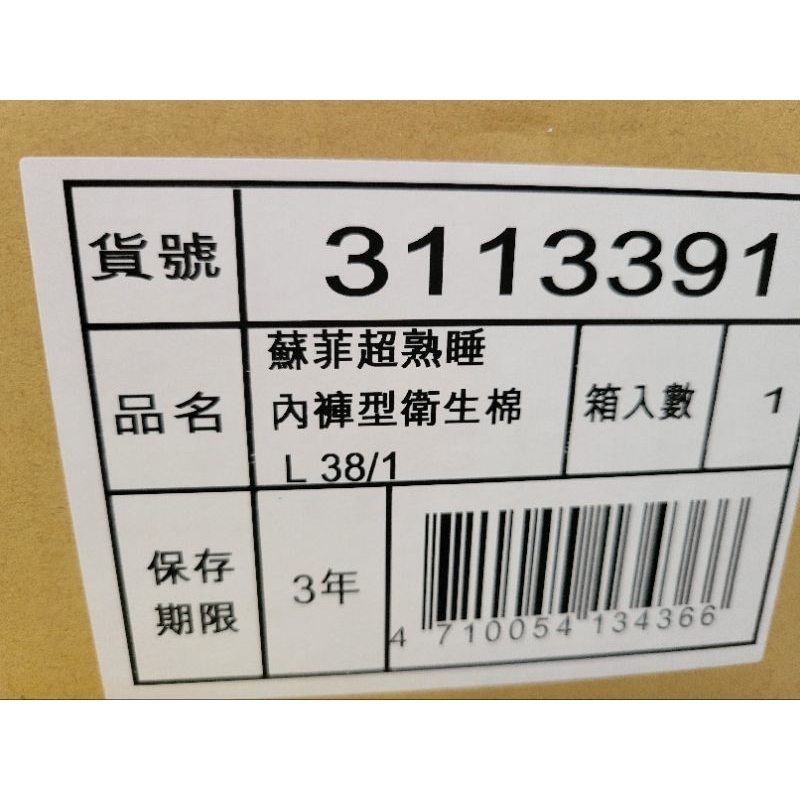 貨號
3113391
品名
蘇菲超熟睡
內褲型衛生棉
L 38/1
箱入數
1
保存
期限
3年
4 710054 134366